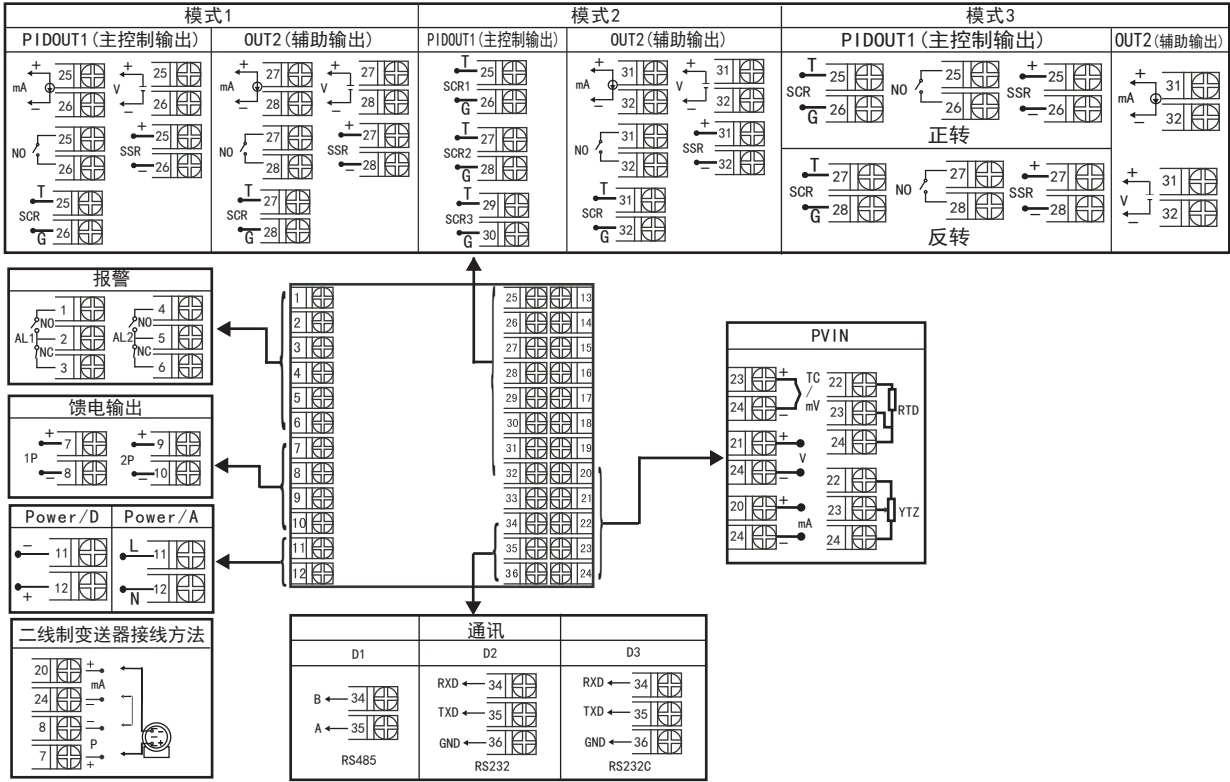 模式1 模式2 模式3
PIDOUT1(主控制输出) OUT2(辅助输出) PIDOUT1(主控制输出) OUT2(辅助输出) PIDOUT1(主控制输出) OUT2(辅助输出)
mA + − 25 26
V + − 25 26
NO 25 26
SSR + − 25 26
SCR T G 25 26
mA + − 27 28
V + − 27 28
NO 27 28
SSR + − 27 28
SCR T G 27 28
SCR1 T G 25 26
SCR2 T G 27 28
SCR3 T G 29 30
mA + − 31 32
V + − 31 32
NO 31 32
SSR + − 31 32
SCR T G 31 32
SCR T G 25 26
NO 25 26
SSR + − 25 26
正转
SCR T G 27 28
NO 27 28
SSR + − 27 28
反转
mA + − 31 32
V + − 31 32
报警
AL1 NO NC 1 2 3
AL2 NO NC 4 5 6
馈电输出
1P + − 7 8
2P + − 9 10
Power/D Power/A
− 11 L 11
+ 12 N 12
二线制变送器接线方法
20 +
mA
24 −
8 −
P
7 +
1 25 13
2 26 14
3 27 15
4 28 16
5 29 17
6 30 18
7 31 19
8 32 20
9 33 21
10 34 22
11 35 23
12 36 24
PVIN
23 + TC / mV 24 −
22 23 24 RTD
21 + V 24 −
20 + mA 24 −
22 23 24 YTZ
通讯
D1 D2 D3
B 34 RXD 34 RXD 34
A 35 TXD 35 TXD 35
GND 36 GND 36
RS485 RS232 RS232C